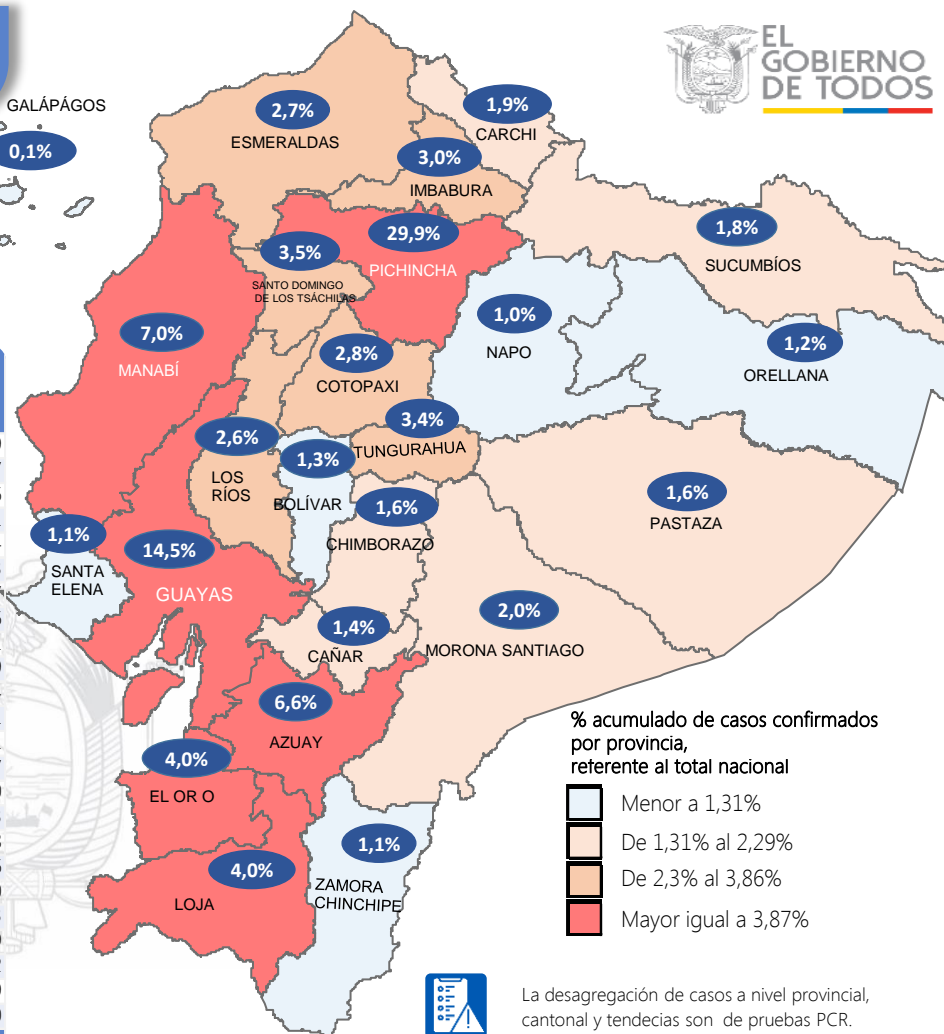 EL
GOBIERNO
DE TODOS
GALÁPÁGOS
0,1%
2,7%
ESMERALDAS
1,9%
CARCHI
3,0%
IMBABURA
29,9%
PICHINCHA
3,5%
SANTO DOMINGO
DE LOS TSÁCHILAS
1,8%
SUCUMBÍOS
7,0%
MANABÍ
1,0%
NAPO
1,2%
ORELLANA
2,8%
COTOPAXI
3,4%
TUNGURAHUA
2,6%
LOS
RÍOS
1,3%
BOLÍVAR
1,6%
CHIMBORAZO
1,6%
PASTAZA
1,1%
SANTA
ELENA
14,5%
GUAYAS
1,4%
CAÑAR
2,0%
MORONA SANTIAGO
6,6%
AZUAY
4,0%
EL OR O
4,0%
LOJA
1,1%
ZAMORA
CHINCHIPE
% acumulado de casos confirmados
por provincia,
referente al total nacional
Menor a 1,31%
De 1,31% al 2,29%
De 2,3% al 3,86%
Mayor igual a 3,87%
La desagregación de casos a nivel provincial,
cantonal y tendecias son de pruebas PCR.